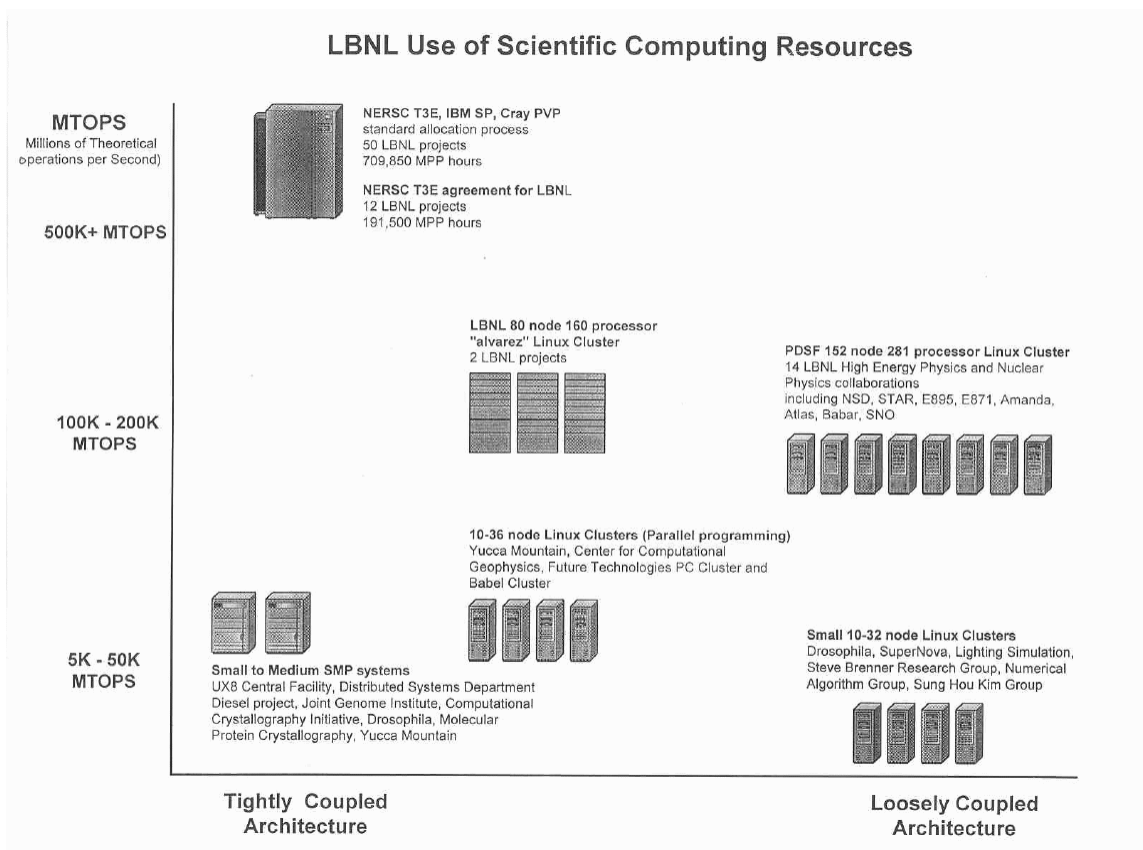 LBNL Use of Scientific Computing Resources
MTOPS
Millions of Theoretical
operations per Second)
500K+ MTOPS
100K - 200K
MTOPS
5K - 50K
MTOPS
NERSC T3E, IBM SP, Cray PVP
standard allocation process
50 LBNL projects
709,850 MPP hours
NERSC T3E agreement for LBNL
12 LBNL projects
191,500 MPP hours
LBNL 80 node 160 processor
"alvarez" Linux Cluster
2 LBNL projects
PDSF 152 node 281 processor Linux Cluster
14 LBNL High Energy Physics and Nuclear
Physics collaborations
including NSD, STAR, E895, E871, Amanda,
Atlas, Babar, SNO
10-36 node Linux Clusters (Parallel programming)
Yucca Mountain, Center for Computational
Geophysics, Future Technologies PC Cluster and
Babel Cluster
Small to Medium SMP systems
UX8 Central Facility, Distributed Systems Department
Diesel project, Joint Genome Institute, Computational
Crystallography Initiative, Drosophila, Molecular
Protein Crystallography, Yucca Mountain
Small 10-32 node Linux Clusters
Drosophila, SuperNova, Lighting Simulation,
Steve Brenner Research Group, Numerical
Algorithm Group, Sung Hou Kim Group
Tightly Coupled
Architecture
Loosely Coupled
Architecture